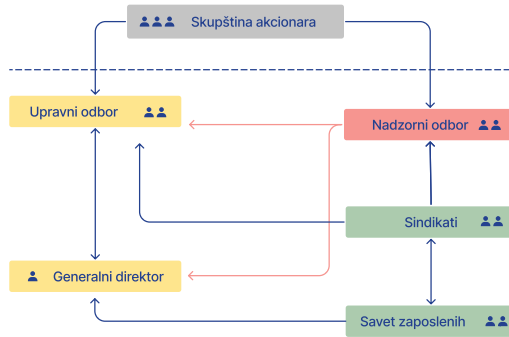 Skupština akcionara
Upravni odbor
Nadzorni odbor
Sindikati
Generalni direktor
Savet zaposlenih